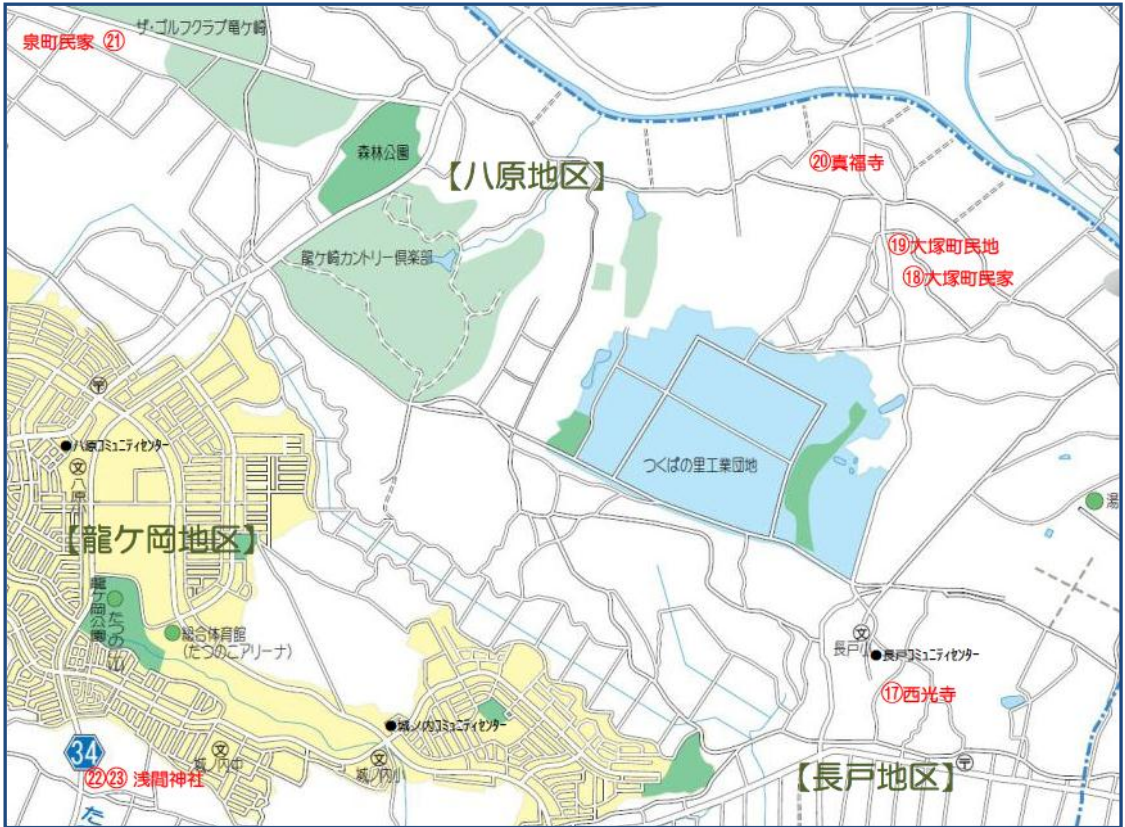 ザ・ゴルフクラブ竜ケ崎
泉町民家 ㉑
森林公園
【八原地区】
⑳真福寺
龍ケ崎カントリー倶楽部
⑲大塚町民地
⑱大塚町民家
八原コミュニティセンター
文
八原小
つくばの里工業団地
湯
【龍ケ岡地区】
龍ケ岡公園
たつのこ山
総合体育館
(たつのこアリーナ)
文
長戸小
長戸コミュニティセンター
⑰西光寺
城ノ内コミュニティセンター
34
文
城ノ内中
文
城ノ内小
㉒㉓ 浅間神社
【長戸地区】
た